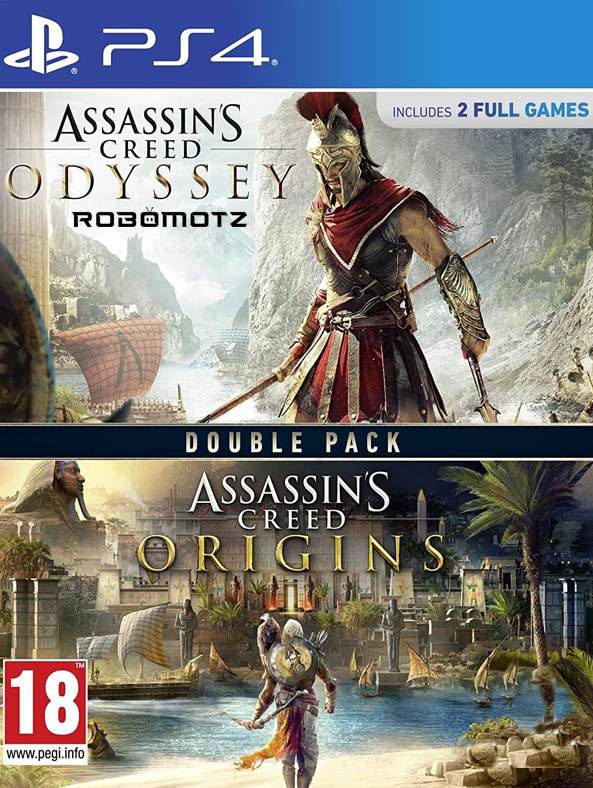 PS4
INCLUDES 2 FULL GAMES
ASSASSIN'S
CREED
ODYSSEY
ROBOMOTZ
DOUBLE PACK
ASSASSIN'S
CREED
ORIGINS
18
www.pegi.info